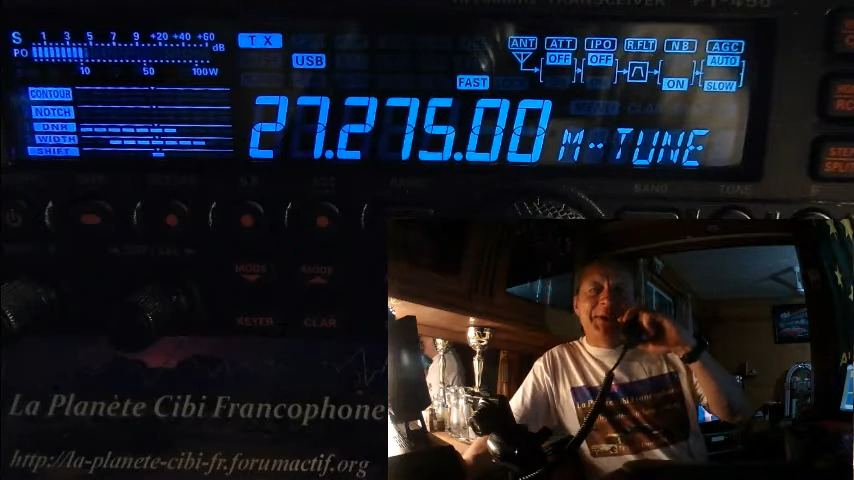 S 1 3 5 7 9 +20 +40 +60 dB
PO 10 50 100W
TX
USB
ANT ATT IPO R.FLT NB AGC
OFF OFF AUTO
ON SLOW
FAST
CONTOUR
NOTCH
DNR
WIDTH
SHIFT
27.275.00 M-TUNE
BAND
MODE MODE
KEYER CLAR
La Planète Cibi Francophone
http://la-planete-cibi-fr.forumactif.org